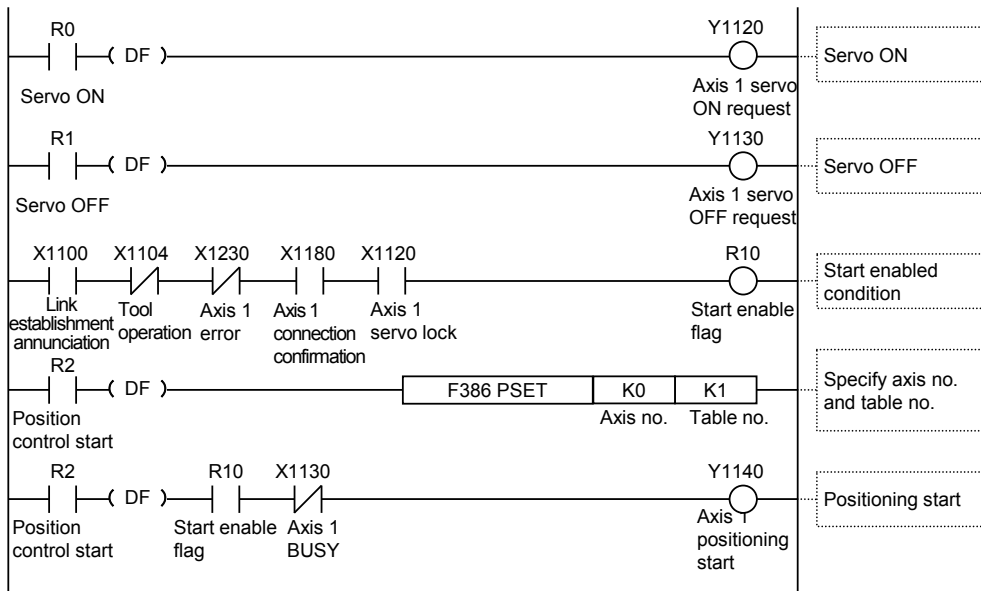 R0
Y1120
( DF )
Servo ON
Servo ON
Axis 1 servo
ON request
R1
Y1130
( DF )
Servo OFF
Servo OFF
Axis 1 servo
OFF request
X1100 X1104 X1230 X1180 X1120
R10
Start enabled
condition
Link
establishment
annunciation
Tool
operation
Axis 1
error
Axis 1
connection
confirmation
Axis 1
servo lock
Start enable
flag
R2
( DF )
F386 PSET K0 K1
Specify axis no.
and table no.
Position
control start
Axis no. Table no.
R2
R10 X1130
Y1140
( DF )
Positioning start
Position
control start
Start enable
flag
Axis 1
BUSY
Axis 1
positioning
start